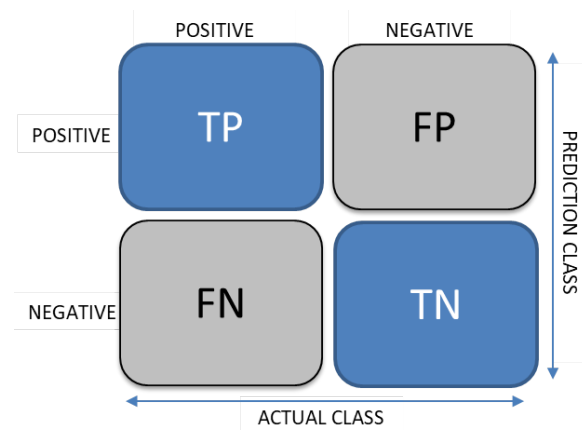 POSITIVE NEGATIVE
POSITIVE TP FP
NEGATIVE FN TN
PREDICTION CLASS
ACTUAL CLASS